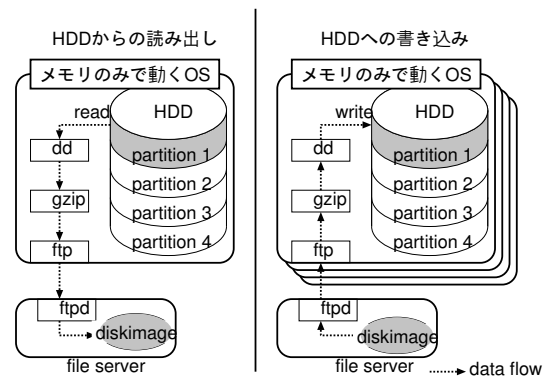 HDDからの読み出し
メモリのみで動くOS
read
HDD
dd
partition 1
gzip
partition 2
partition 3
ftp
partition 4
ftpd
diskimage
file server
HDDへの書き込み
メモリのみで動くOS
write
HDD
dd
partition 1
gzip
partition 2
partition 3
ftp
partition 4
ftpd
diskimage
file server
data flow